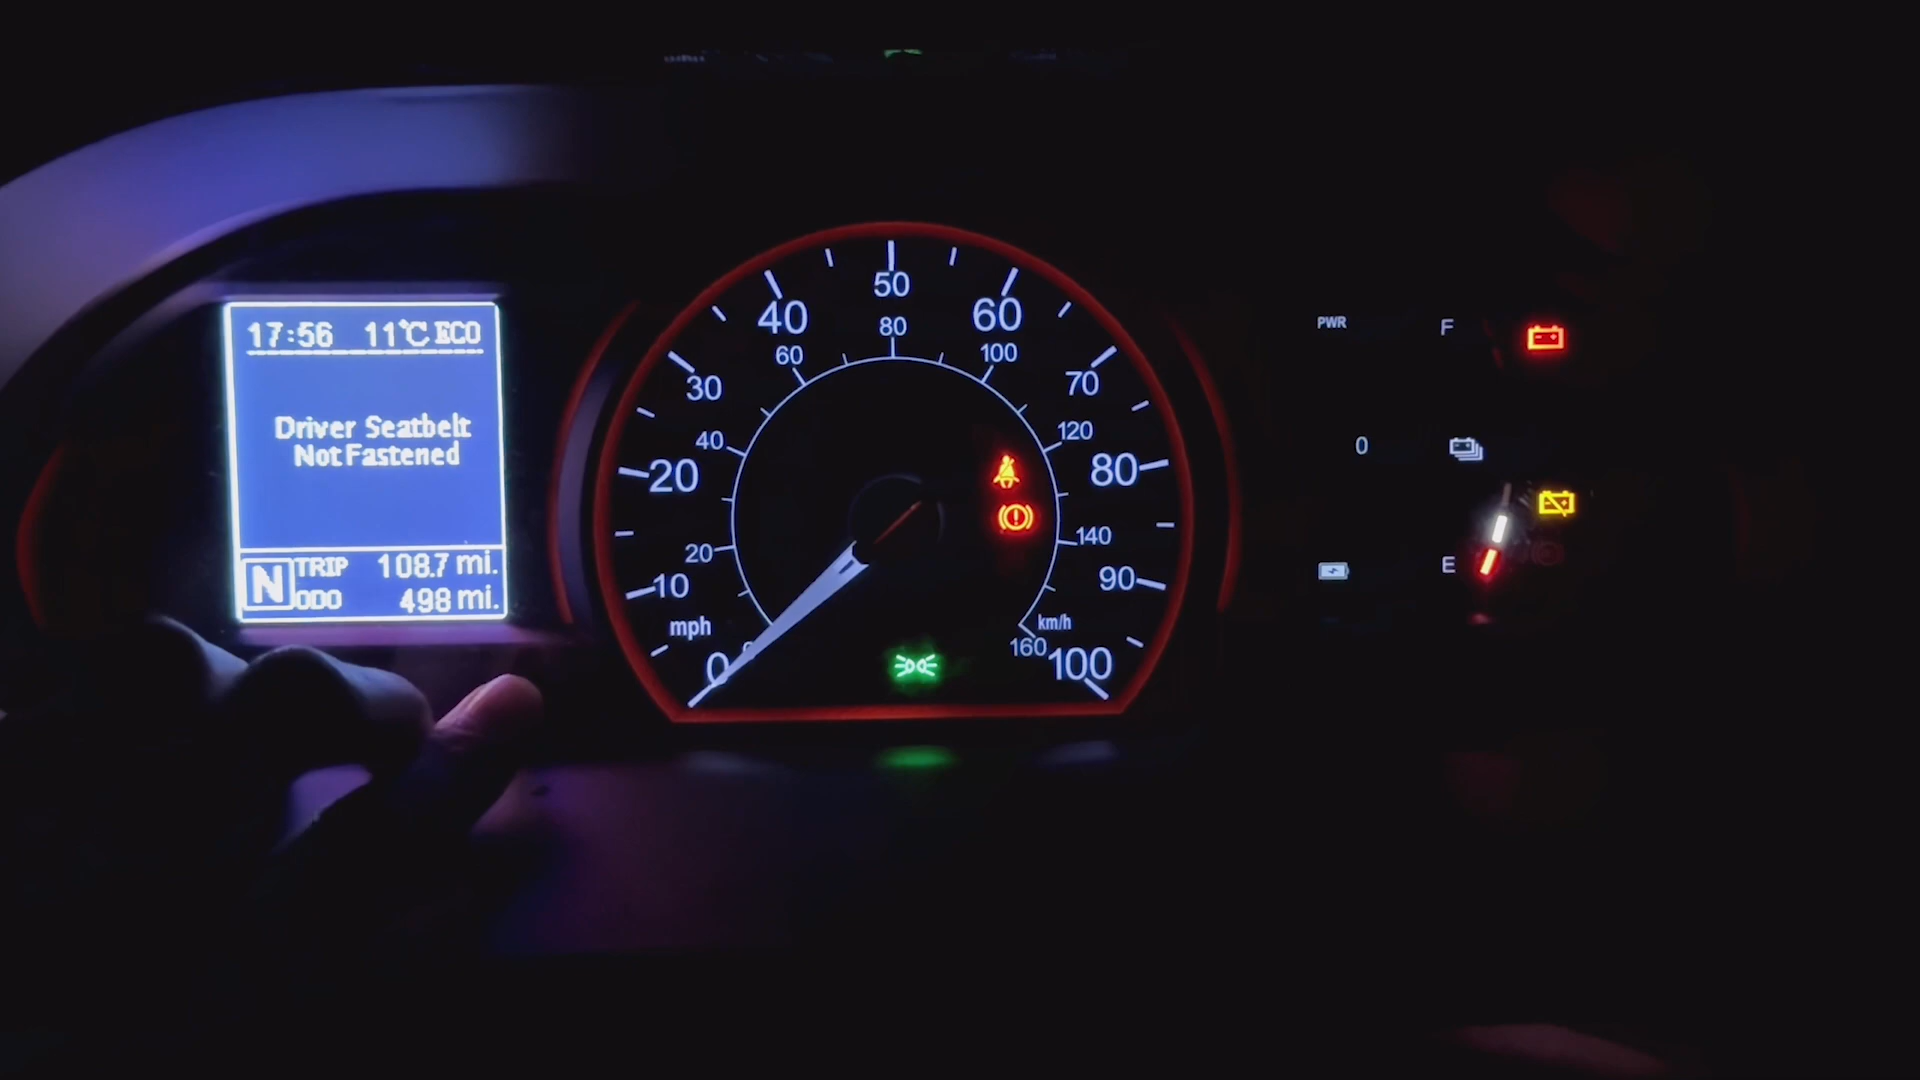 17:56 11°C ECO
Driver Seatbelt
Not Fastened
N TRIP 108.7 mi.
ODO 498 mi.
0 10 20 30 40 50 60 70 80 90 100
mph
20 40 60 80 100 120 140 160
km/h
PWR
0
F
E